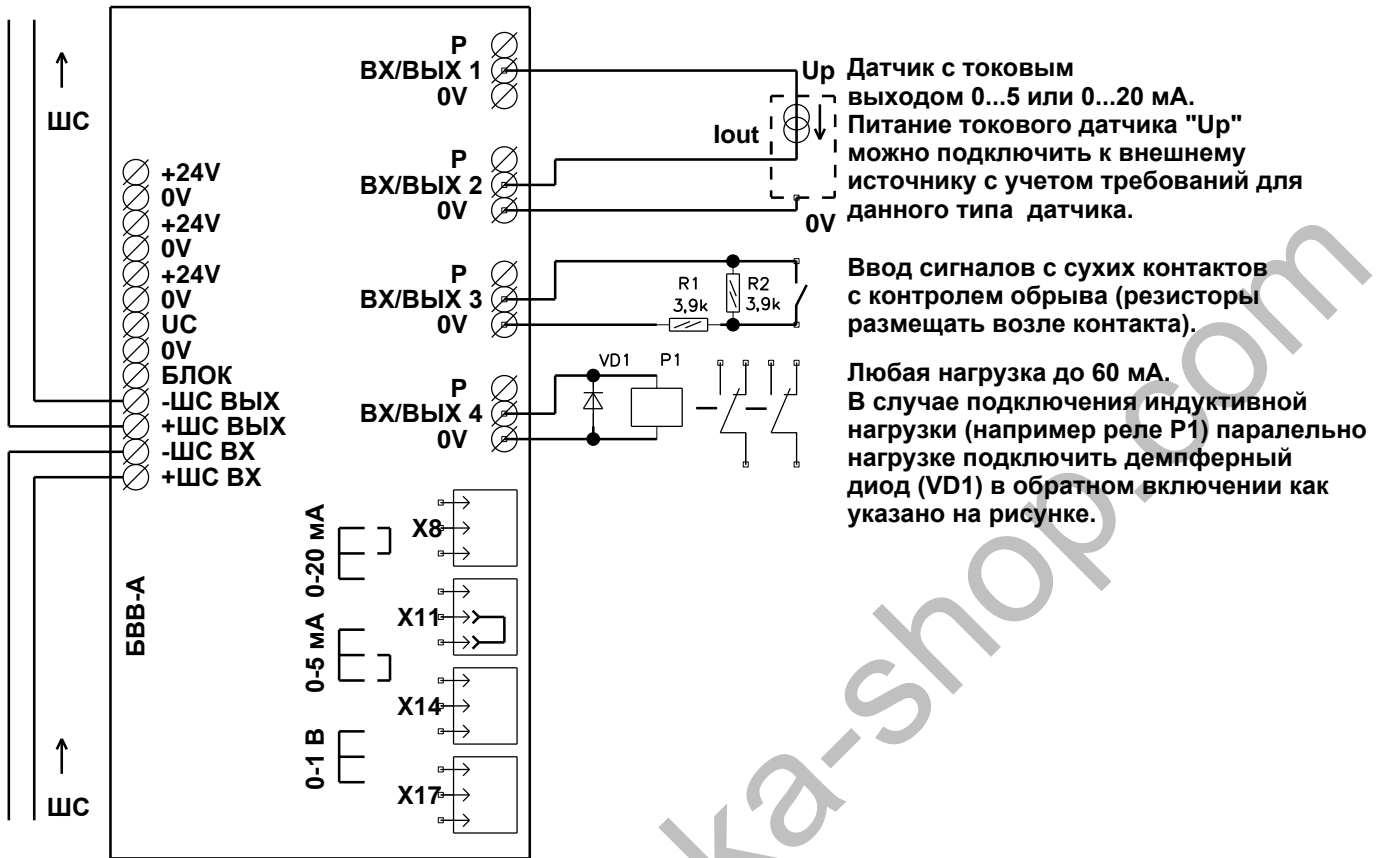 ШС
+24V
0V
+24V
0V
+24V
0V
UC
0V
БЛОК
-ШС ВЫХ
+ШС ВЫХ
-ШС ВХ
+ШС ВХ
ШС
БВВ-А
P
ВХ/ВЫХ 1
0V
P
ВХ/ВЫХ 2
0V
P
ВХ/ВЫХ 3
0V
P
ВХ/ВЫХ 4
0V
0-20 мА
0-5 мА
0-1 В
X8
X11
X14
X17
Up
Iout
0V
R1
3,9k
R2
3,9k
VD1
P1
Датчик с токовым
выходом 0...5 или 0...20 мА.
Питание токового датчика "Up"
можно подключить к внешнему
источнику с учетом требований для
данного типа датчика.
Ввод сигналов с сухих контактов
с контролем обрыва (резисторы
размещать возле контакта).
Любая нагрузка до 60 мА.
В случае подключения индуктивной
нагрузки (например реле Р1) паралельно
нагрузке подключить демпферный
диод (VD1) в обратном включении как
указано на рисунке.
ka-shop.com